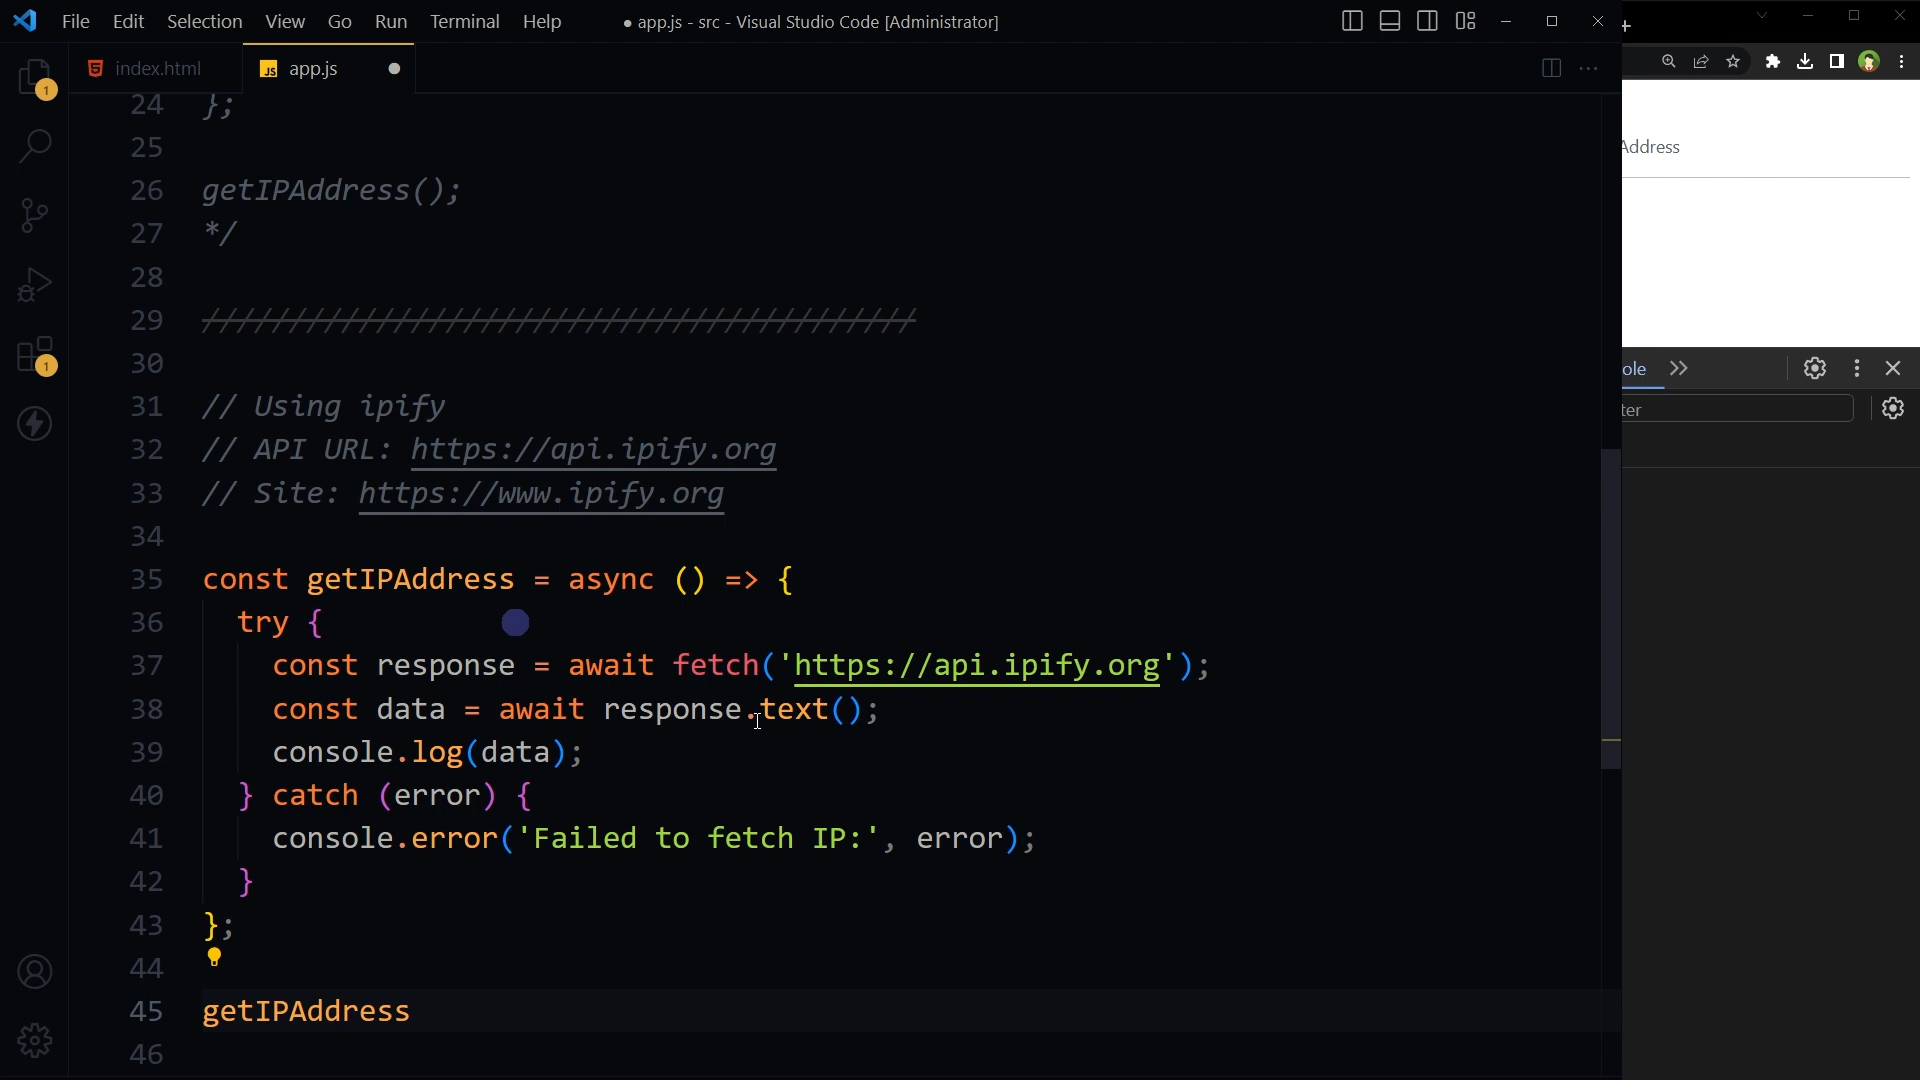 File Edit Selection View Go Run Terminal Help
● app.js - src - Visual Studio Code [Administrator]
index.html
JS app.js
Address
1
1
24 };
25
26 getIPAddress();
27 */
28
29 /////////////////////////////////////////
30
31 // Using ipify
32 // API URL: https://api.ipify.org
33 // Site: https://www.ipify.org
34
35 const getIPAddress = async () => {
36 try {
37 const response = await fetch('https://api.ipify.org');
38 const data = await response.text();
39 console.log(data);
40 } catch (error) {
41 console.error('Failed to fetch IP:', error);
42 }
43 };
44
45 getIPAddress
46
ole
ter